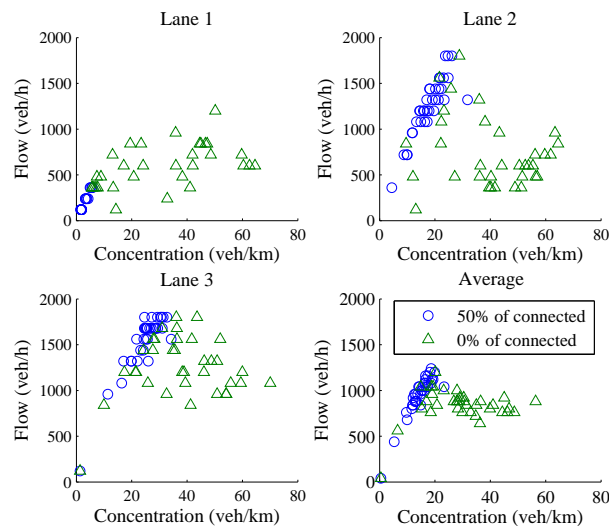 Lane 1
2000
1500
1000
500
0
0 20 40 60 80
Flow (veh/h)
Concentration (veh/km)
Lane 2
2000
1500
1000
500
0
0 20 40 60 80
Flow (veh/h)
Concentration (veh/km)
Lane 3
2000
1500
1000
500
0
0 20 40 60 80
Flow (veh/h)
Concentration (veh/km)
Average
2000
1500
1000
500
0
0 20 40 60 80
Flow (veh/h)
Concentration (veh/km)
50% of connected
0% of connected